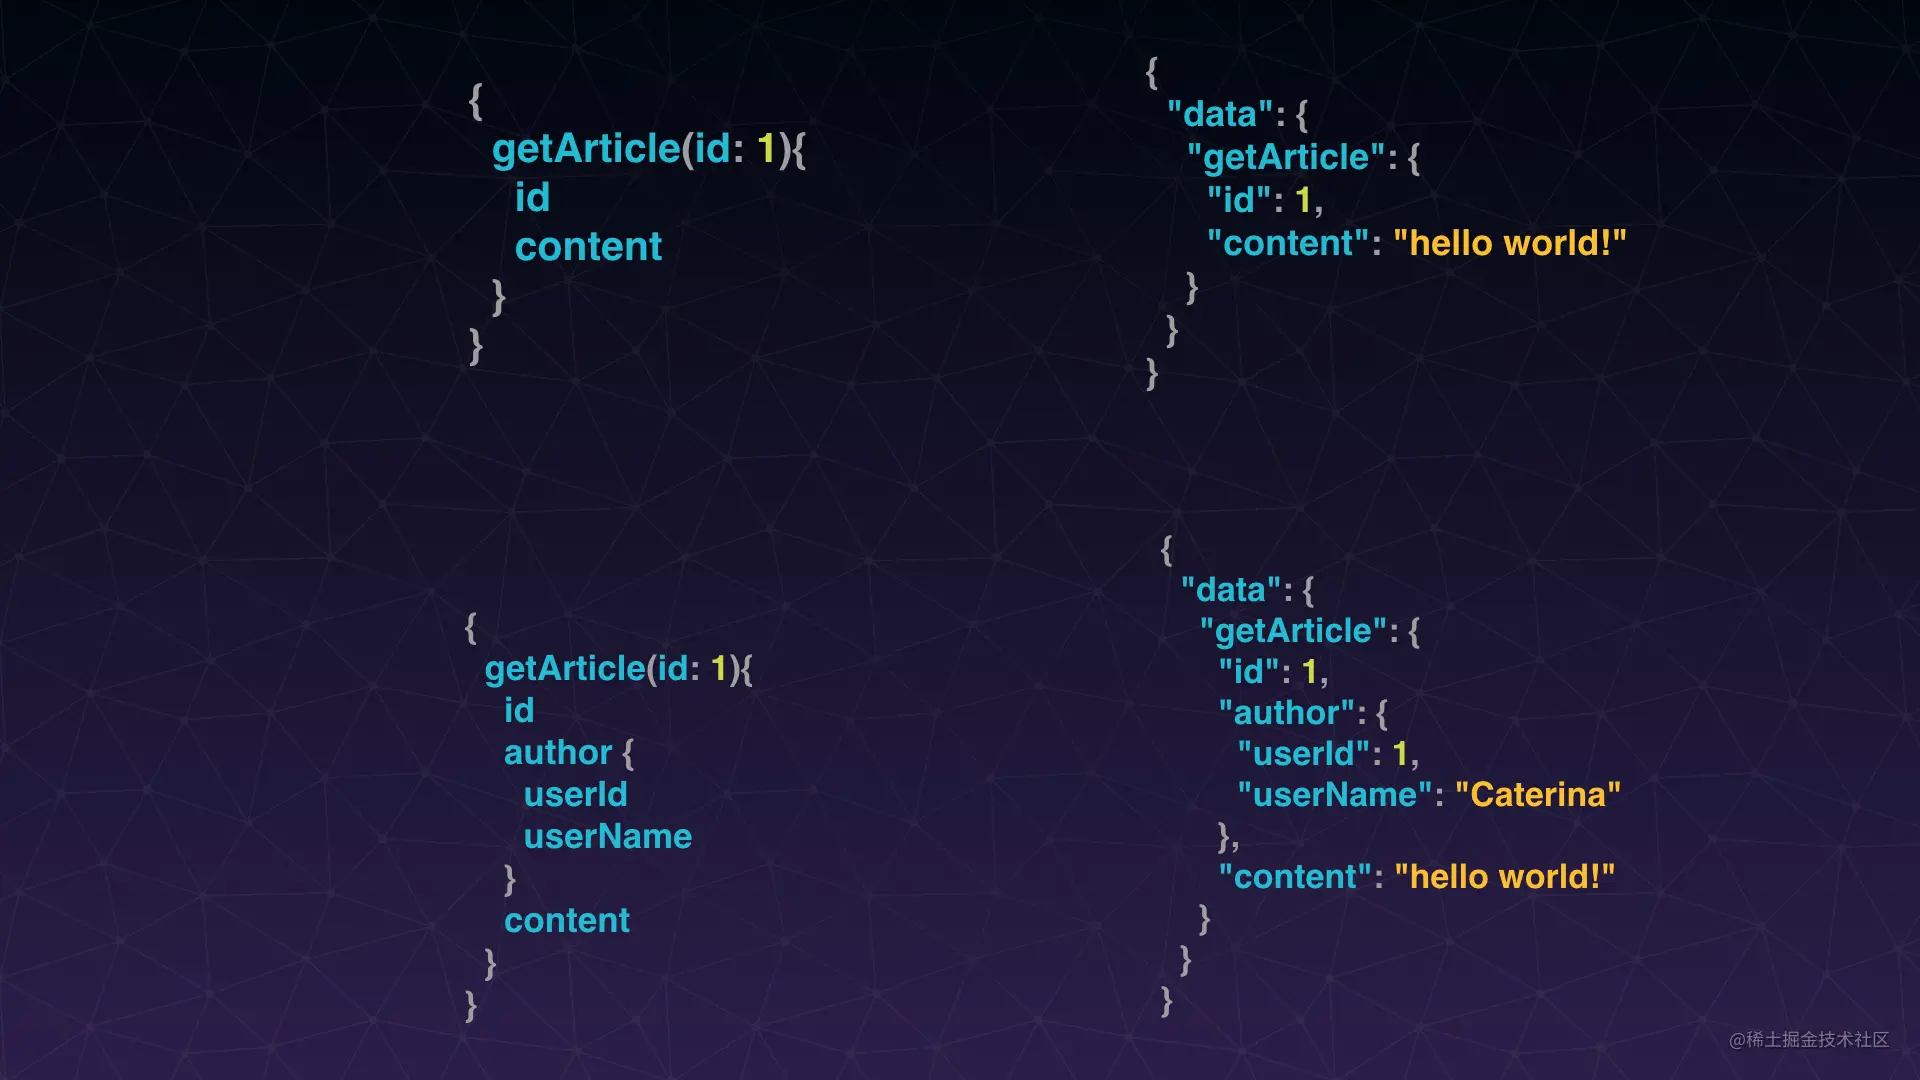 {
getArticle(id: 1){
id
content
}
}
{
"data": {
"getArticle": {
"id": 1,
"content": "hello world!"
}
}
}
{
getArticle(id: 1){
id
author {
userId
userName
}
content
}
}
{
"data": {
"getArticle": {
"id": 1,
"author": {
"userId": 1,
"userName": "Caterina"
},
"content": "hello world!"
}
}
}
@稀土掘金技术社区